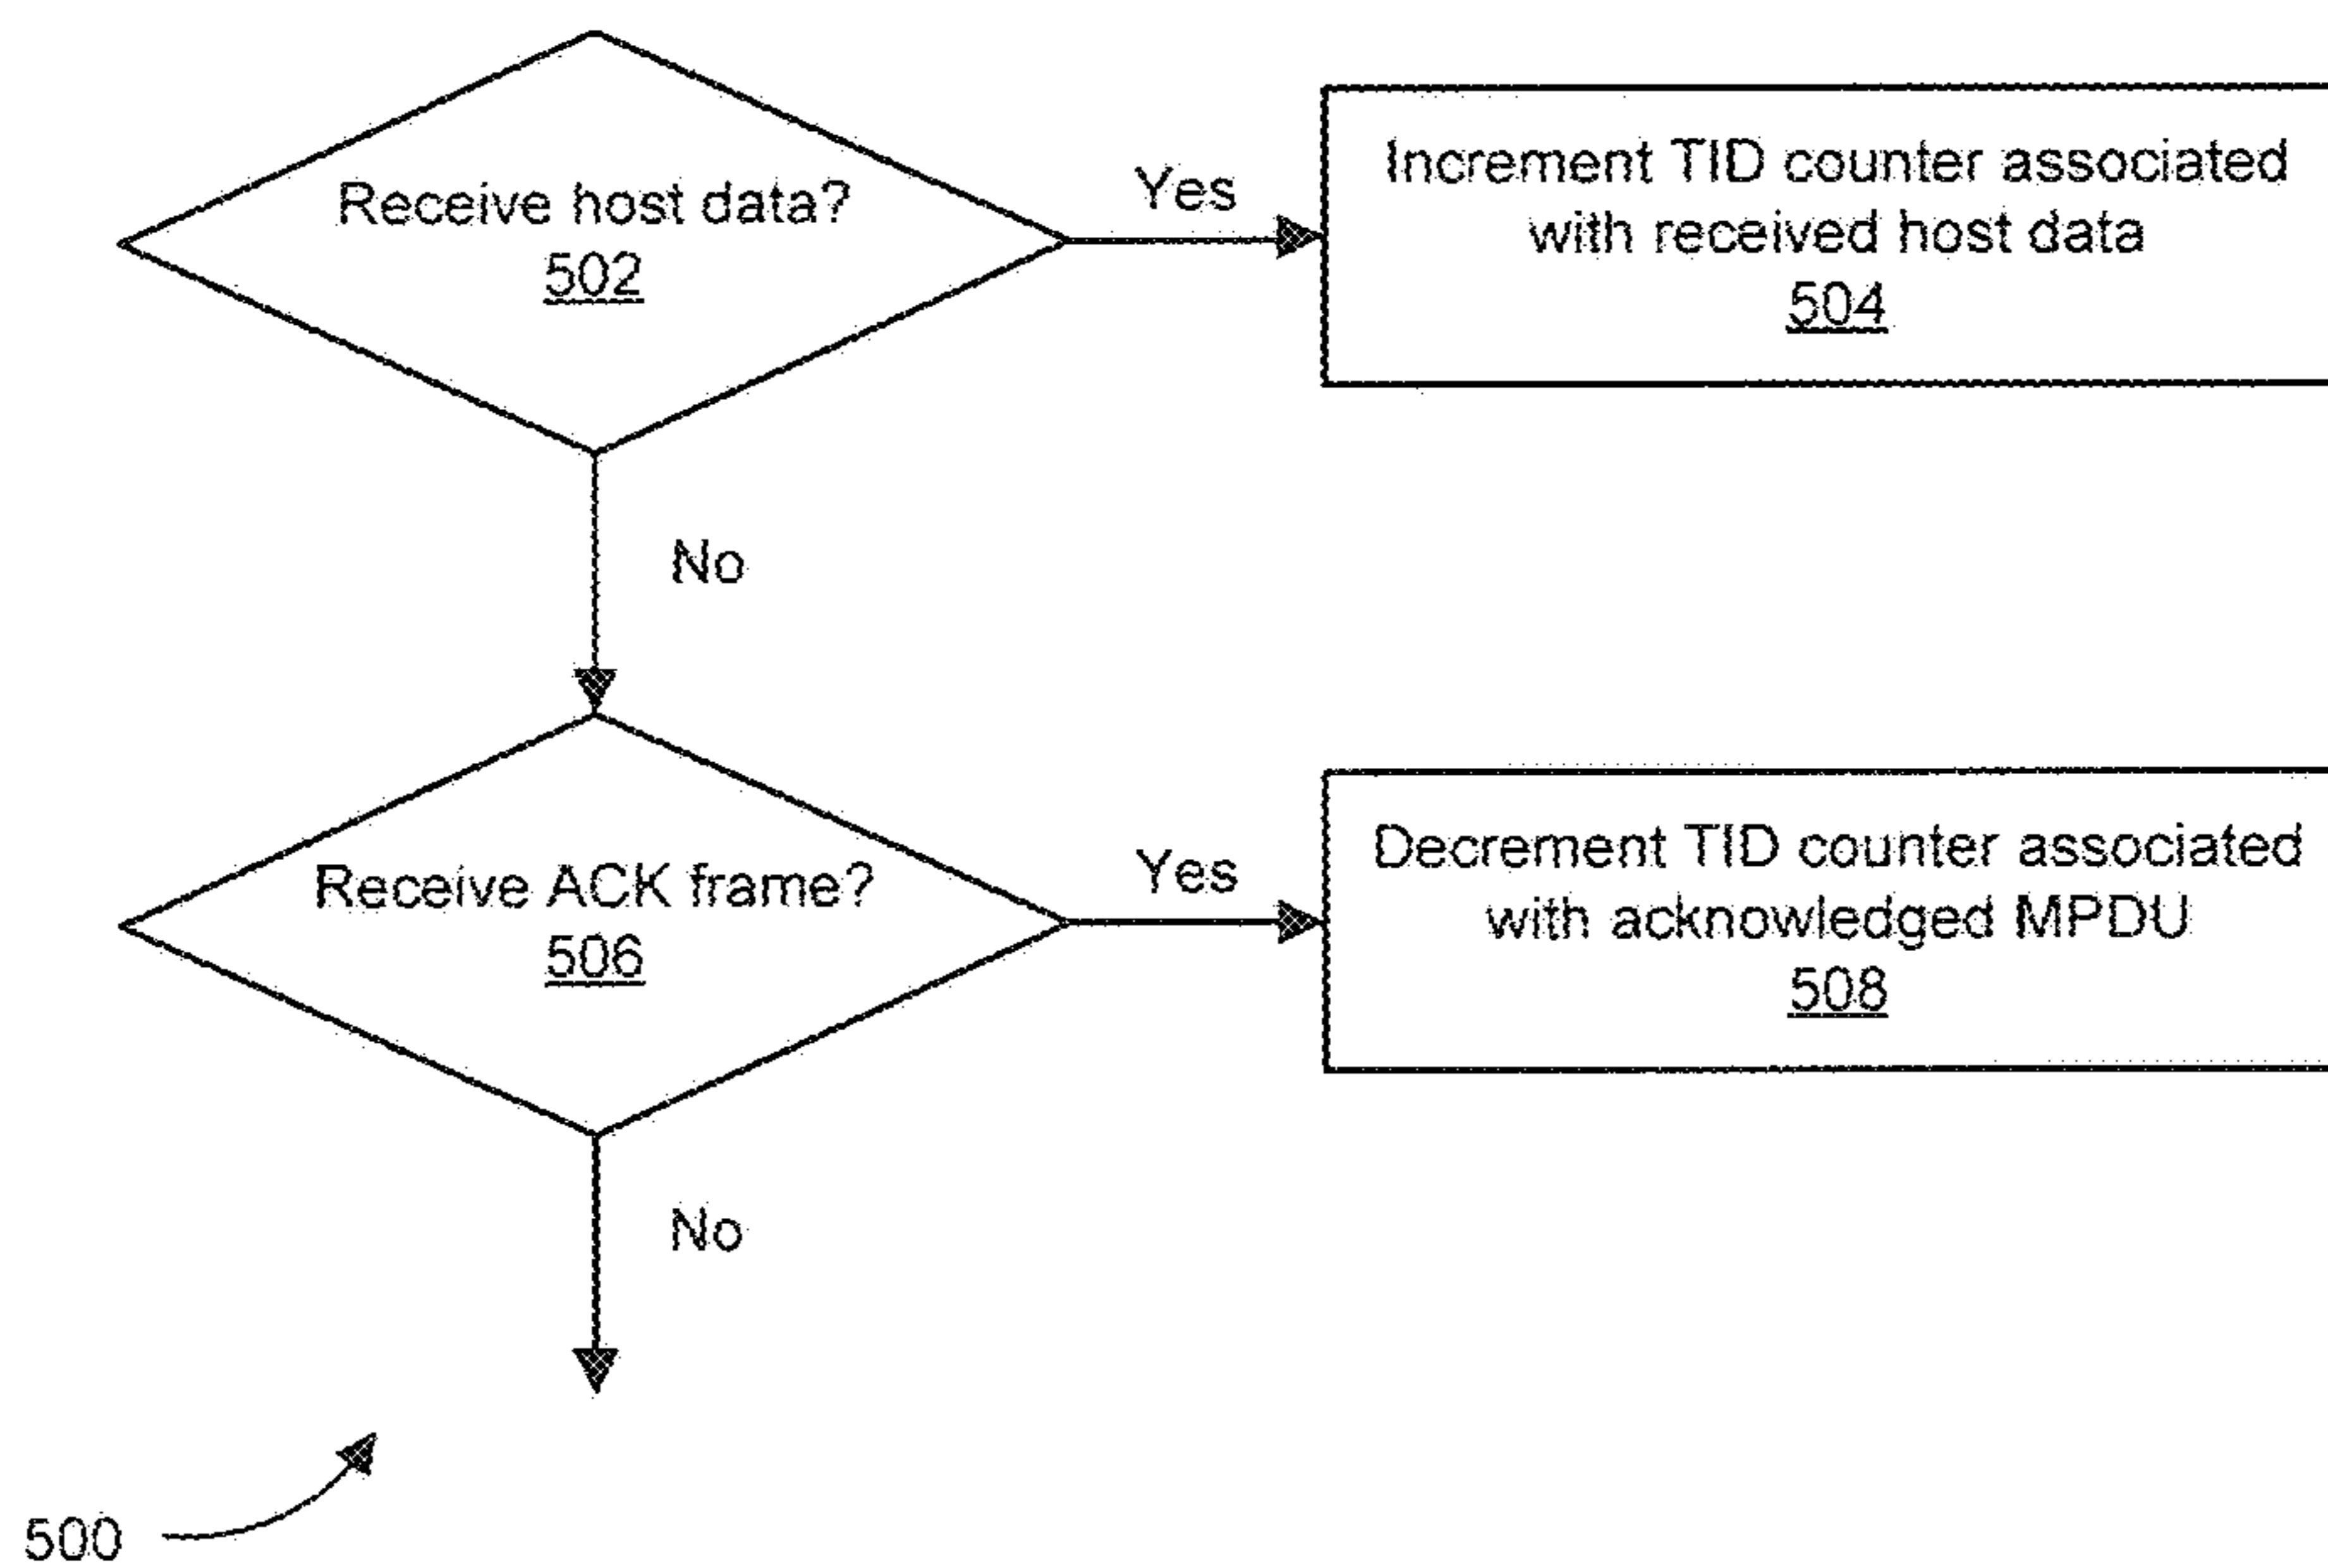 Receive host data?
502
Yes
Increment TID counter associated
with received host data
504
No
Receive ACK frame?
506
Yes
Decrement TID counter associated
with acknowledged MPDU
508
No
500